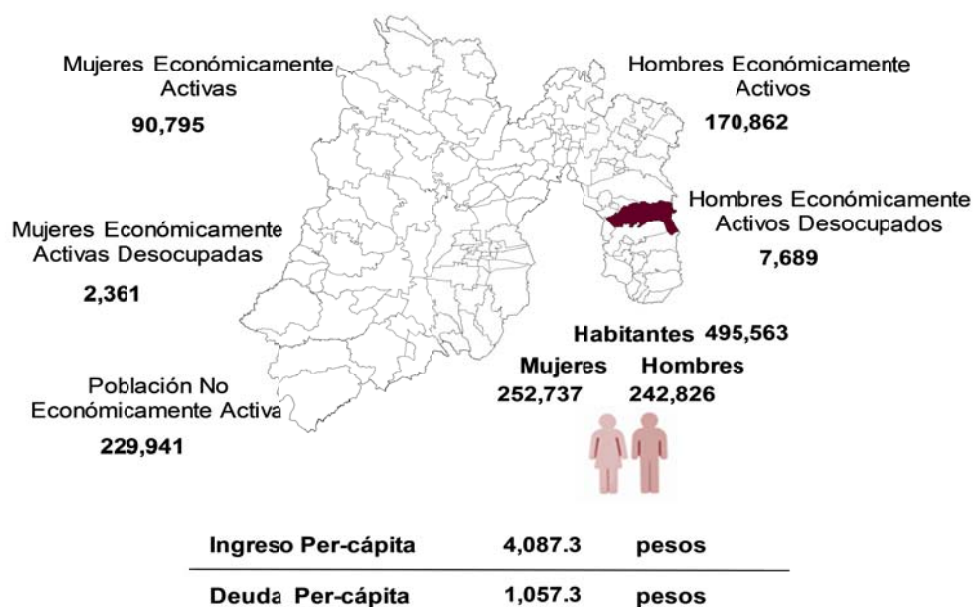 Mujeres Económicamente
Activas
90,795
Hombres Económicamente
Activos
170,862
Mujeres Económicamente
Activas Desocupadas
2,361
Hombres Económicamente
Activos Desocupados
7,689
Habitantes 495,563
Mujeres Hombres
252,737 242,826
Población No
Económicamente Activa
229,941
Ingreso Per-cápita 4,087.3 pesos
Deuda Per-cápita 1,057.3 pesos